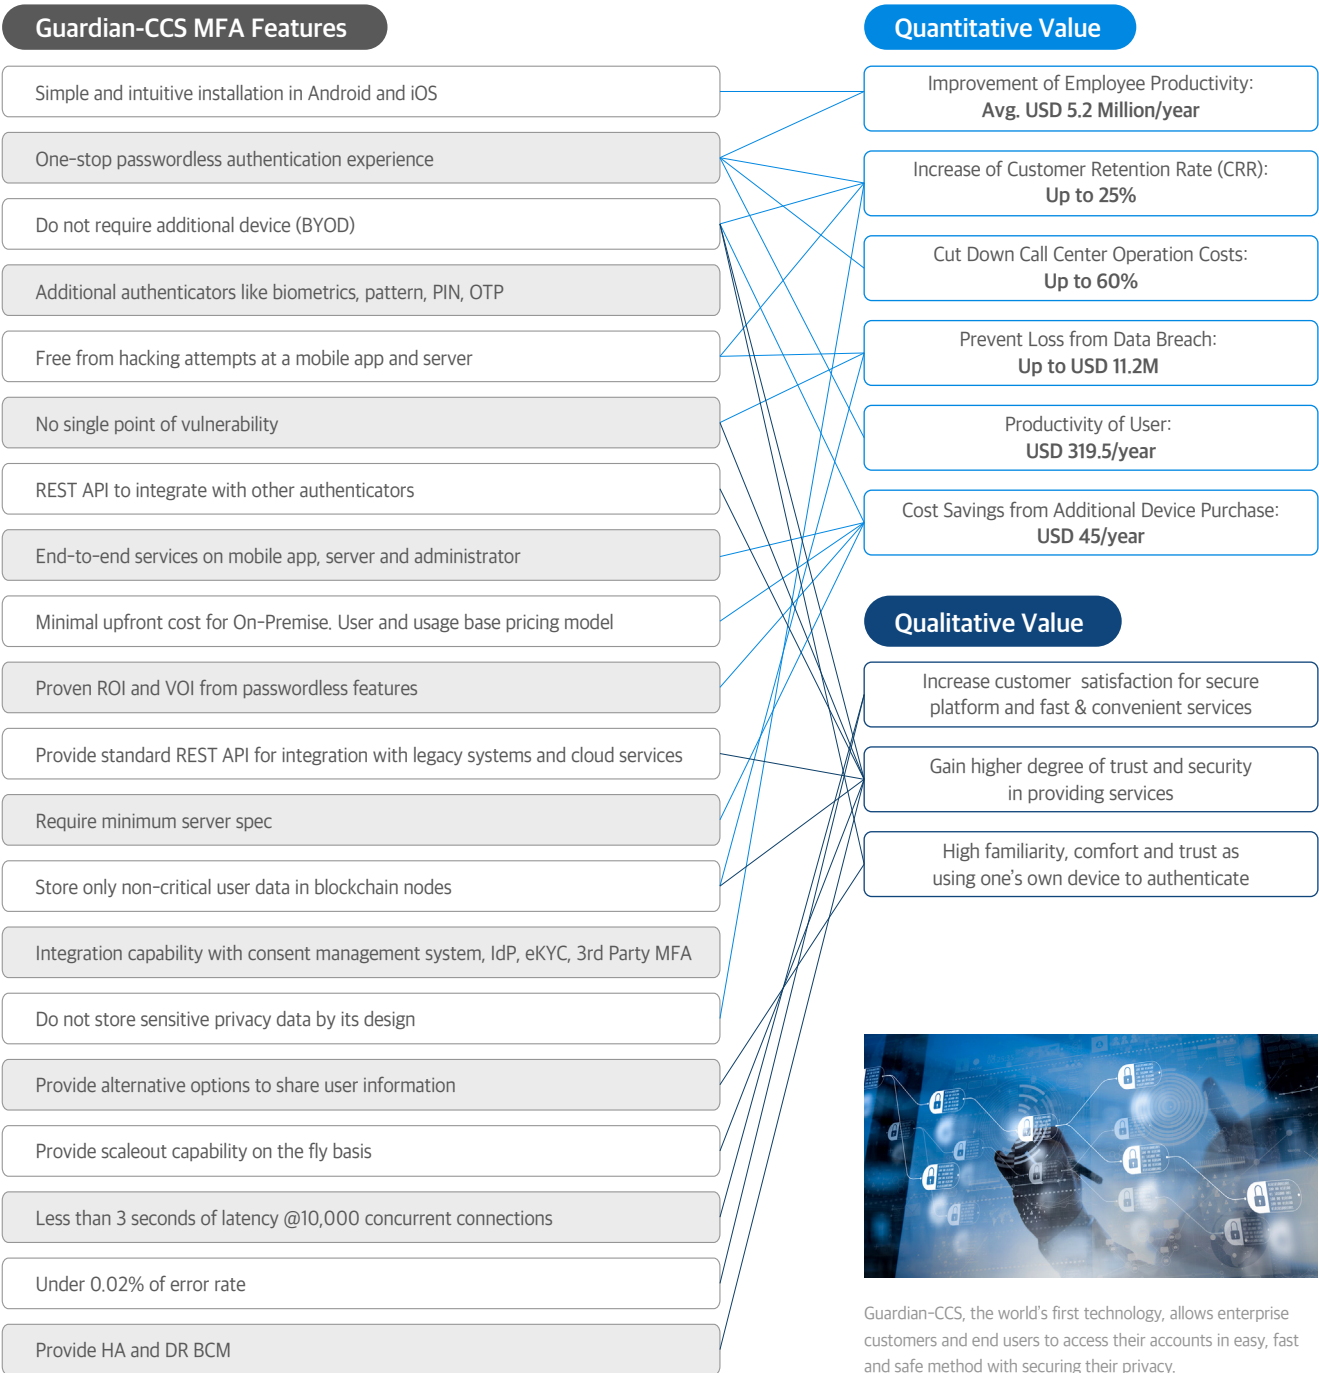 Guardian-CCS MFA Features
Simple and intuitive installation in Android and iOS
One-stop passwordless authentication experience
Do not require additional device (BYOD)
Additional authenticators like biometrics, pattern, PIN, OTP
Free from hacking attempts at a mobile app and server
No single point of vulnerability
REST API to integrate with other authenticators
End-to-end services on mobile app, server and administrator
Minimal upfront cost for On-Premise. User and usage base pricing model
Proven ROI and VOI from passwordless features
Provide standard REST API for integration with legacy systems and cloud services
Require minimum server spec
Store only non-critical user data in blockchain nodes
Integration capability with consent management system, IdP, eKYC, 3rd Party MFA
Do not store sensitive privacy data by its design
Provide alternative options to share user information
Provide scaleout capability on the fly basis
Less than 3 seconds of latency @10,000 concurrent connections
Under 0.02% of error rate
Provide HA and DR BCM
Quantitative Value
Improvement of Employee Productivity:
Avg. USD 5.2 Million/year
Increase of Customer Retention Rate (CRR):
Up to 25%
Cut Down Call Center Operation Costs:
Up to 60%
Prevent Loss from Data Breach:
Up to USD 11.2M
Productivity of User:
USD 319.5/year
Cost Savings from Additional Device Purchase:
USD 45/year
Qualitative Value
Increase customer satisfaction for secure
platform and fast & convenient services
Gain higher degree of trust and security
in providing services
High familiarity, comfort and trust as
using one's own device to authenticate
Guardian-CCS, the world's first technology, allows enterprise
customers and end users to access their accounts in easy, fast
and safe method with securing their privacy.